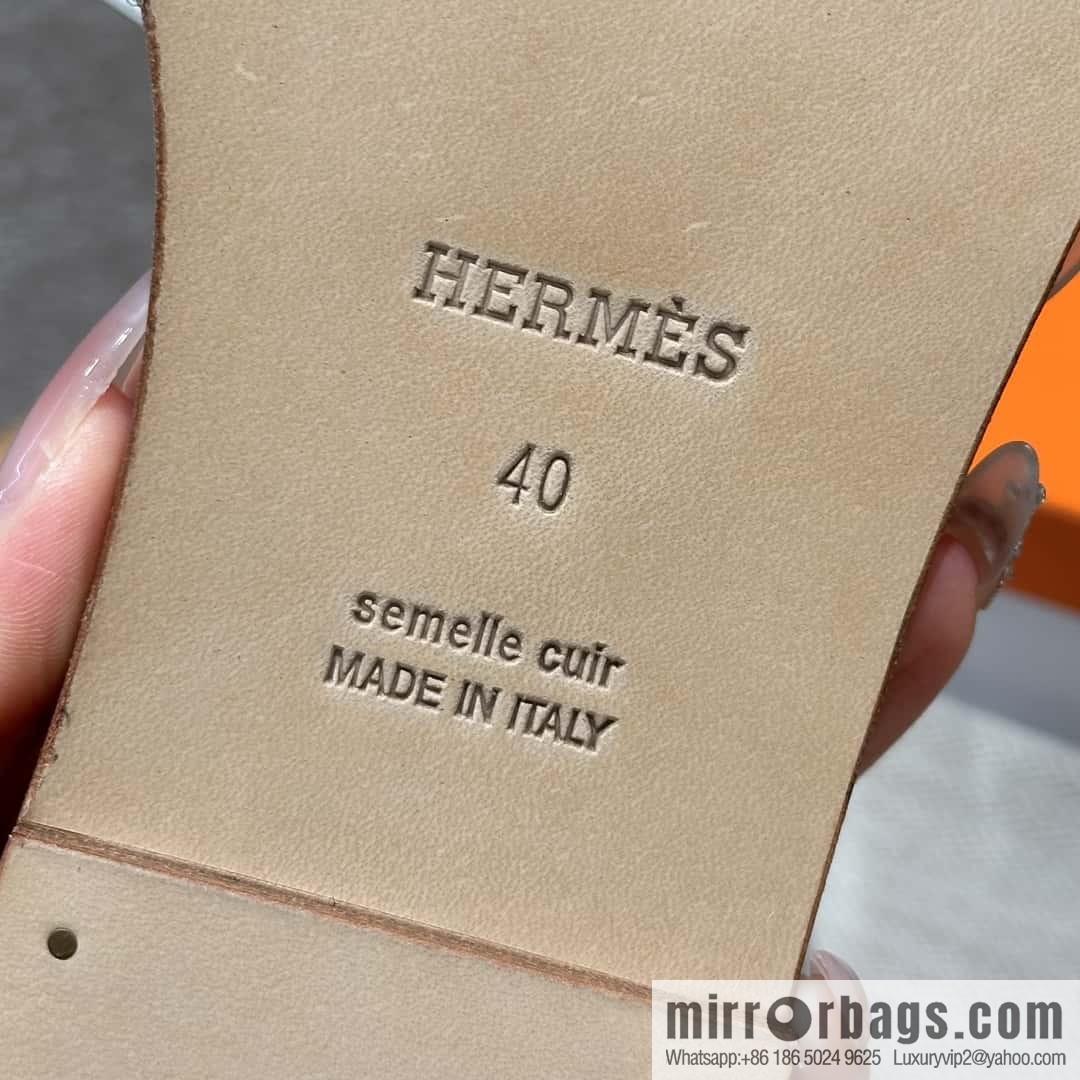 HERMÈS
40
semelle cuir
MADE IN ITALY
mirrorbags.com
Whatsapp:+86 186 5024 9625 Luxuryvip2@yahoo.com